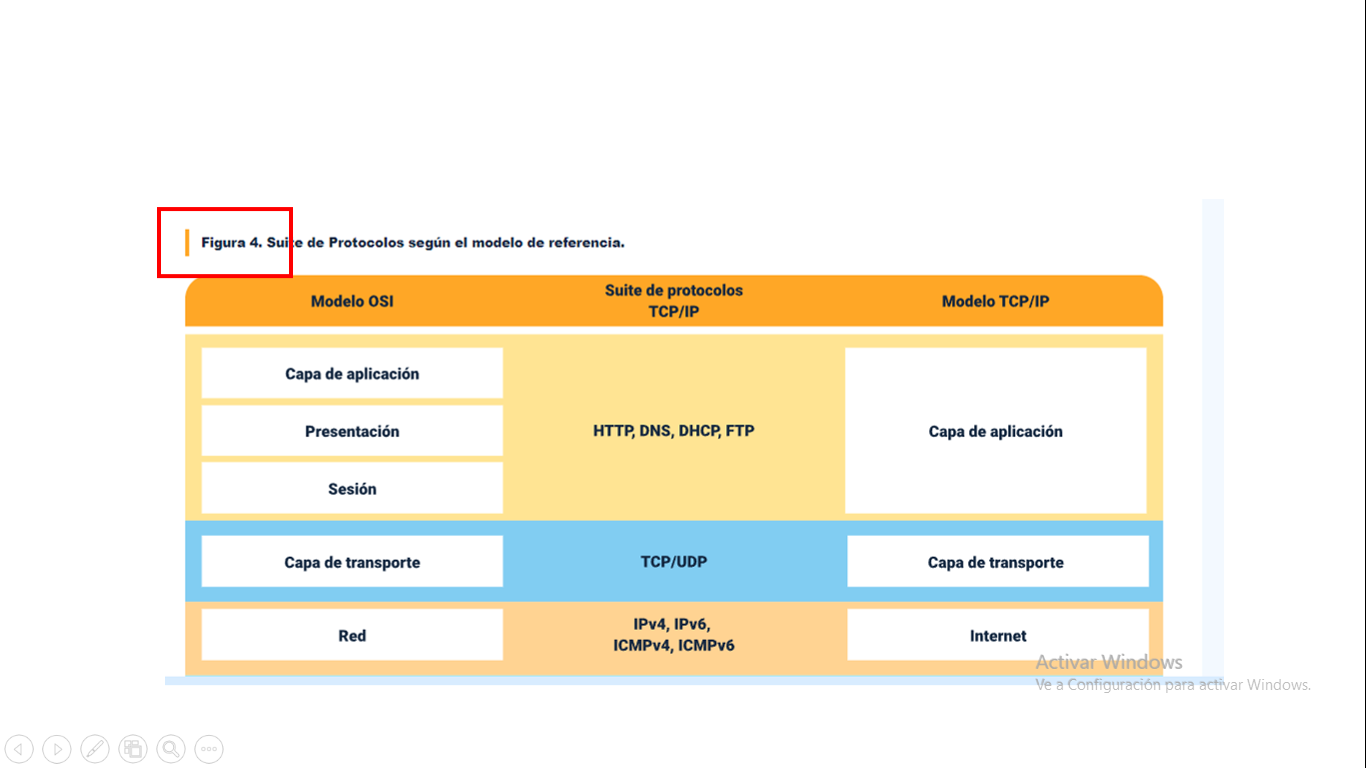 Figura 4. Suite de Protocolos según el modelo de referencia.
Modelo OSI
Suite de protocolos
TCP/IP
Modelo TCP/IP
Capa de aplicación
Presentación
Sesión
HTTP, DNS, DHCP, FTP
Capa de aplicación
Capa de transporte
TCP/UDP
Capa de transporte
Red
IPv4, IPv6,
ICMPv4, ICMPv6
Internet
Activar Windows
Ve a Configuración para activar Windows.